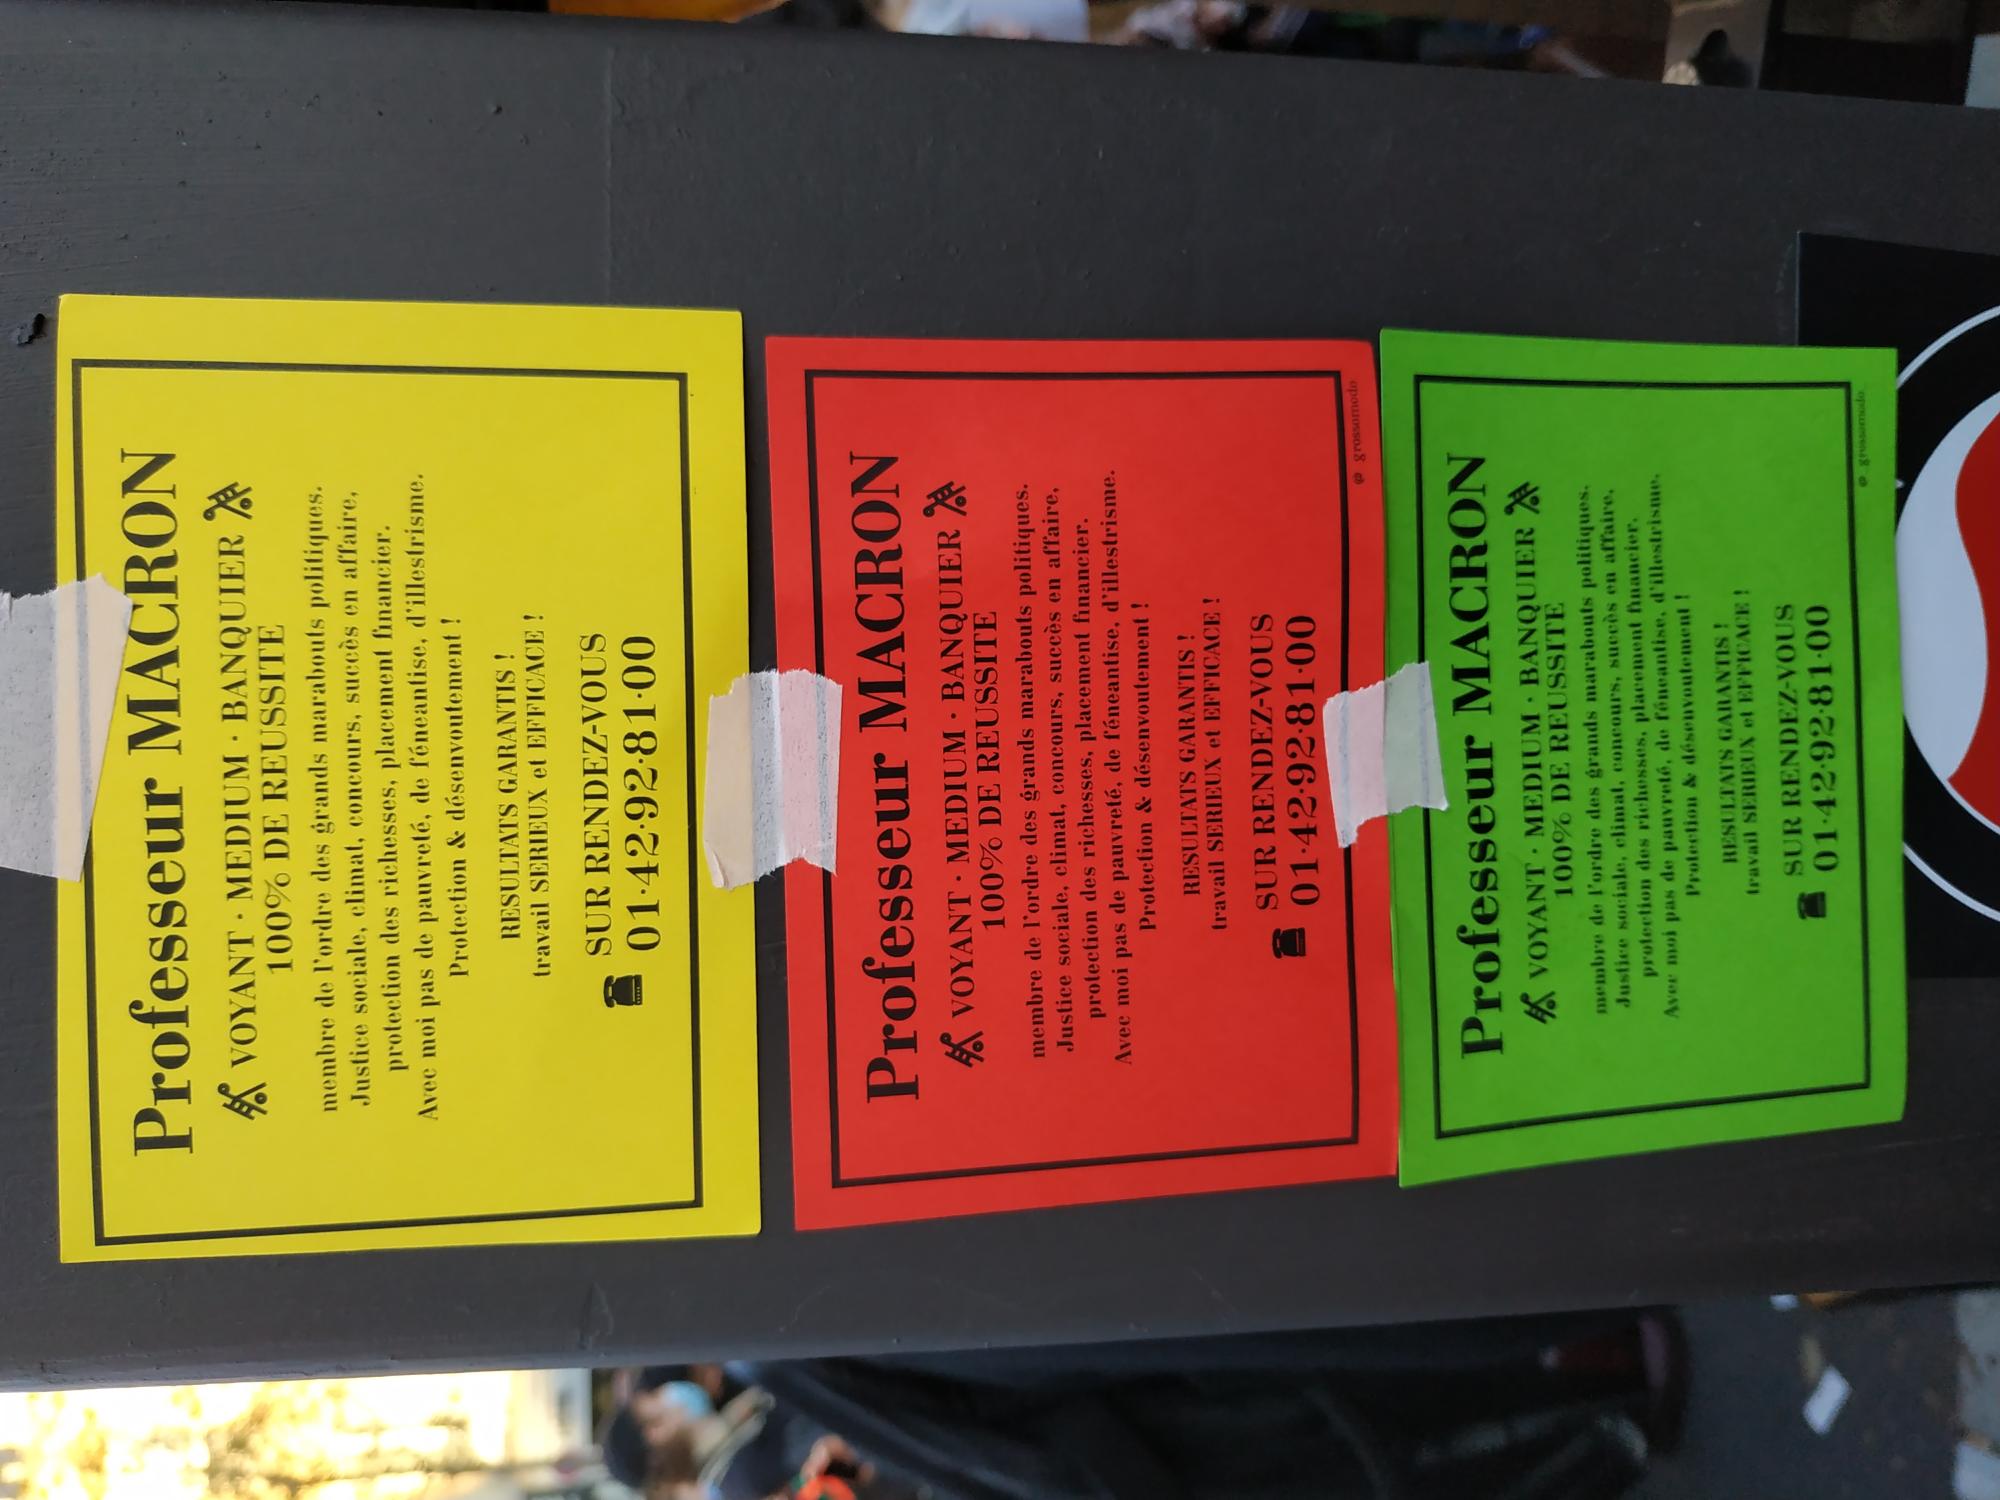 Professeur MACRON
VOYANT · MEDIUM · BANQUIER
100% DE REUSSITE
membre de l'ordre des grands marabouts politiques.
Justice sociale, climat, concours, succès en affaire,
protection des richesses, placement financier.
Avec moi pas de pauvreté, de féneantise, d'illestrisme.
Protection & désenvoutement !
RESULTATS GARANTIS !
travail SERIEUX et EFFICACE !
SUR RENDEZ-VOUS
01·42·92·81·00
Professeur MACRON
VOYANT · MEDIUM · BANQUIER
100% DE REUSSITE
membre de l'ordre des grands marabouts politiques.
Justice sociale, climat, concours, succès en affaire,
protection des richesses, placement financier.
Avec moi pas de pauvreté, de féneantise, d'illestrisme.
Protection & désenvoutement !
RESULTATS GARANTIS !
travail SERIEUX et EFFICACE !
SUR RENDEZ-VOUS
01·42·92·81·00
@ grossomodo
Professeur MACRON
VOYANT · MEDIUM · BANQUIER
100% DE REUSSITE
membre de l'ordre des grands marabouts politiques.
Justice sociale, climat, concours, succès en affaire,
protection des richesses, placement financier.
Avec moi pas de pauvreté, de féneantise, d'illestrisme.
Protection & désenvoutement !
RESULTATS GARANTIS !
travail SERIEUX et EFFICACE !
SUR RENDEZ-VOUS
01·42·92·81·00
@ grossomodo